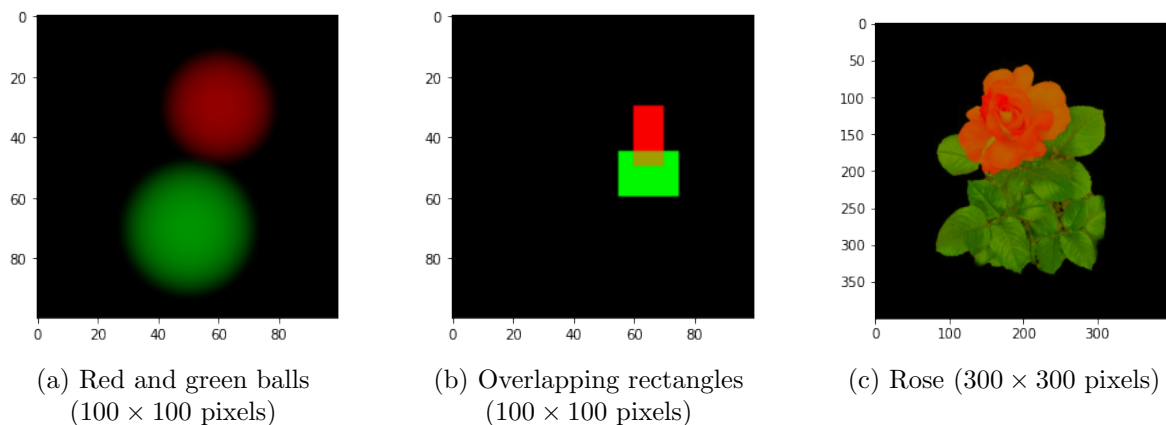 0
20
40
60
80
0 20 40 60 80
(a) Red and green balls
(100 × 100 pixels)
0
20
40
60
80
0 20 40 60 80
(b) Overlapping rectangles
(100 × 100 pixels)
0
50
100
150
200
250
300
350
0 100 200 300
(c) Rose (300 × 300 pixels)